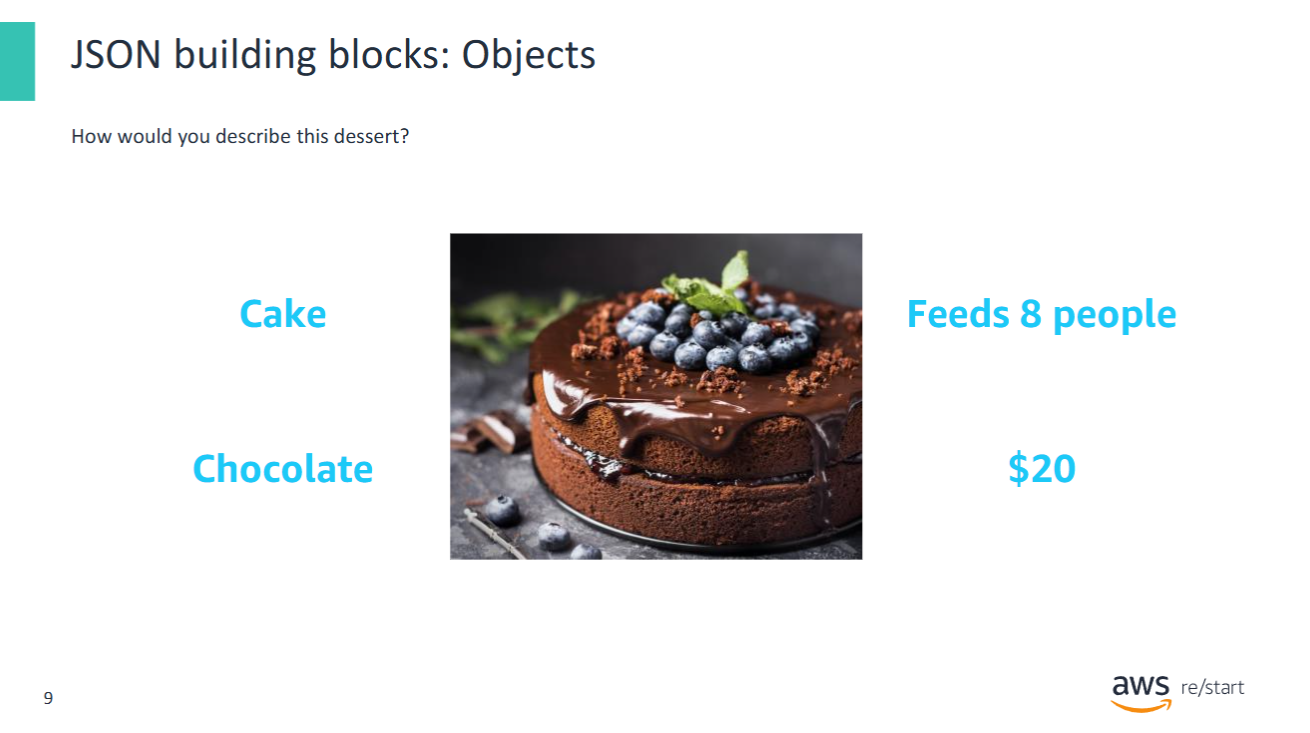 JSON building blocks: Objects
How would you describe this dessert?
Cake
Feeds 8 people
Chocolate
$20
9
aws re/start